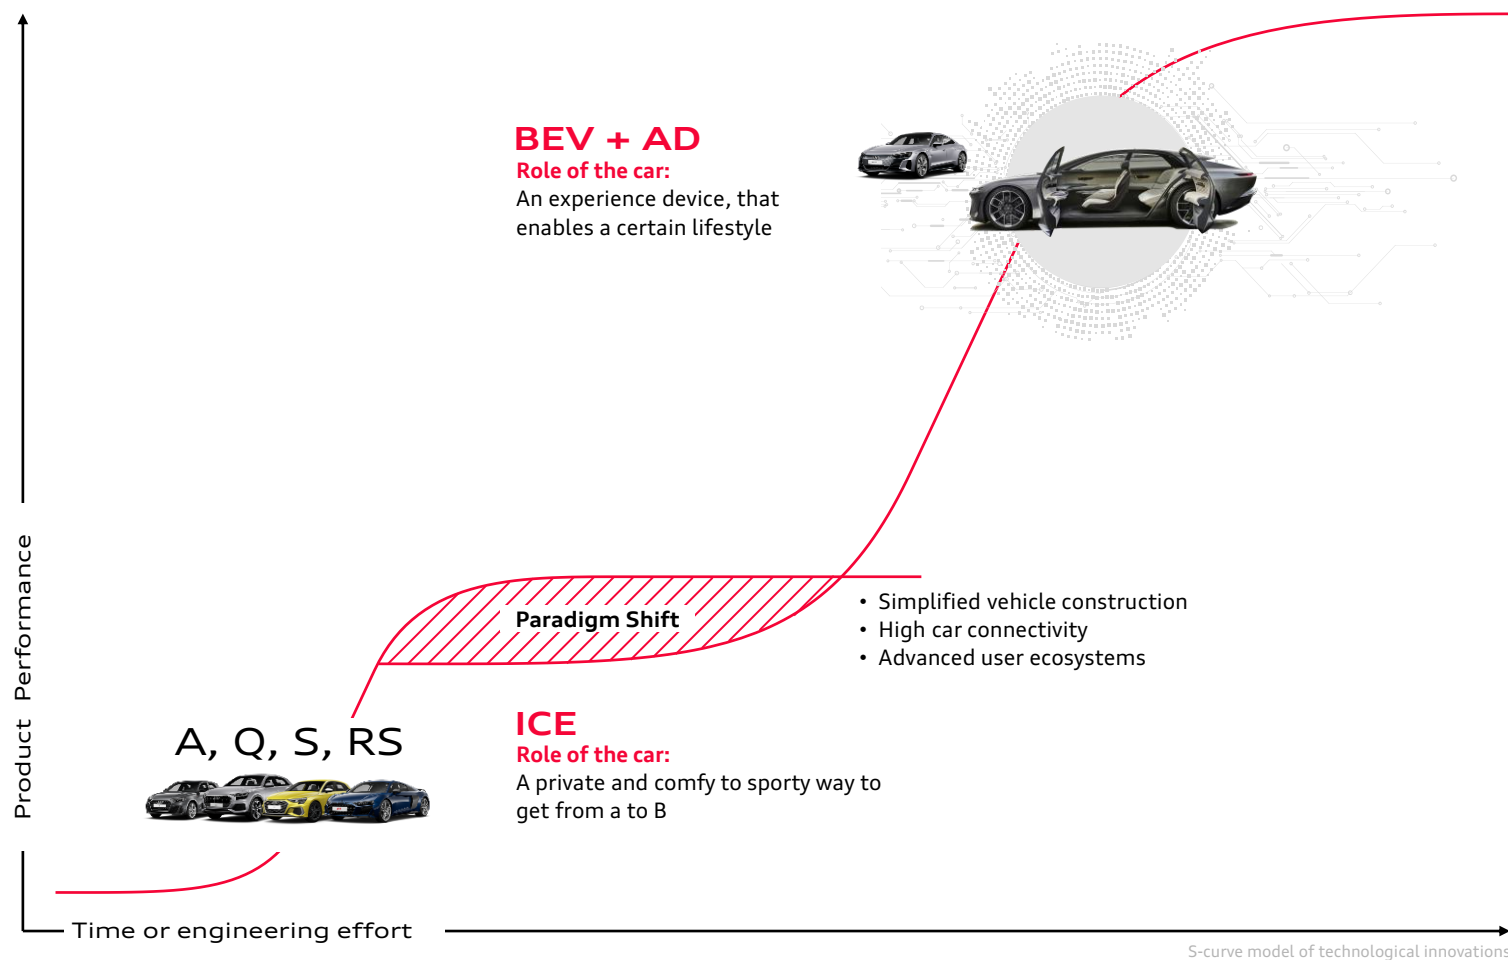 BEV + AD
Role of the car:
An experience device, that
enables a certain lifestyle
Product Performance
Paradigm Shift
• Simplified vehicle construction
• High car connectivity
• Advanced user ecosystems
A, Q, S, RS
ICE
Role of the car:
A private and comfy to sporty way to
get from a to B
Time or engineering effort
S-curve model of technological innovations